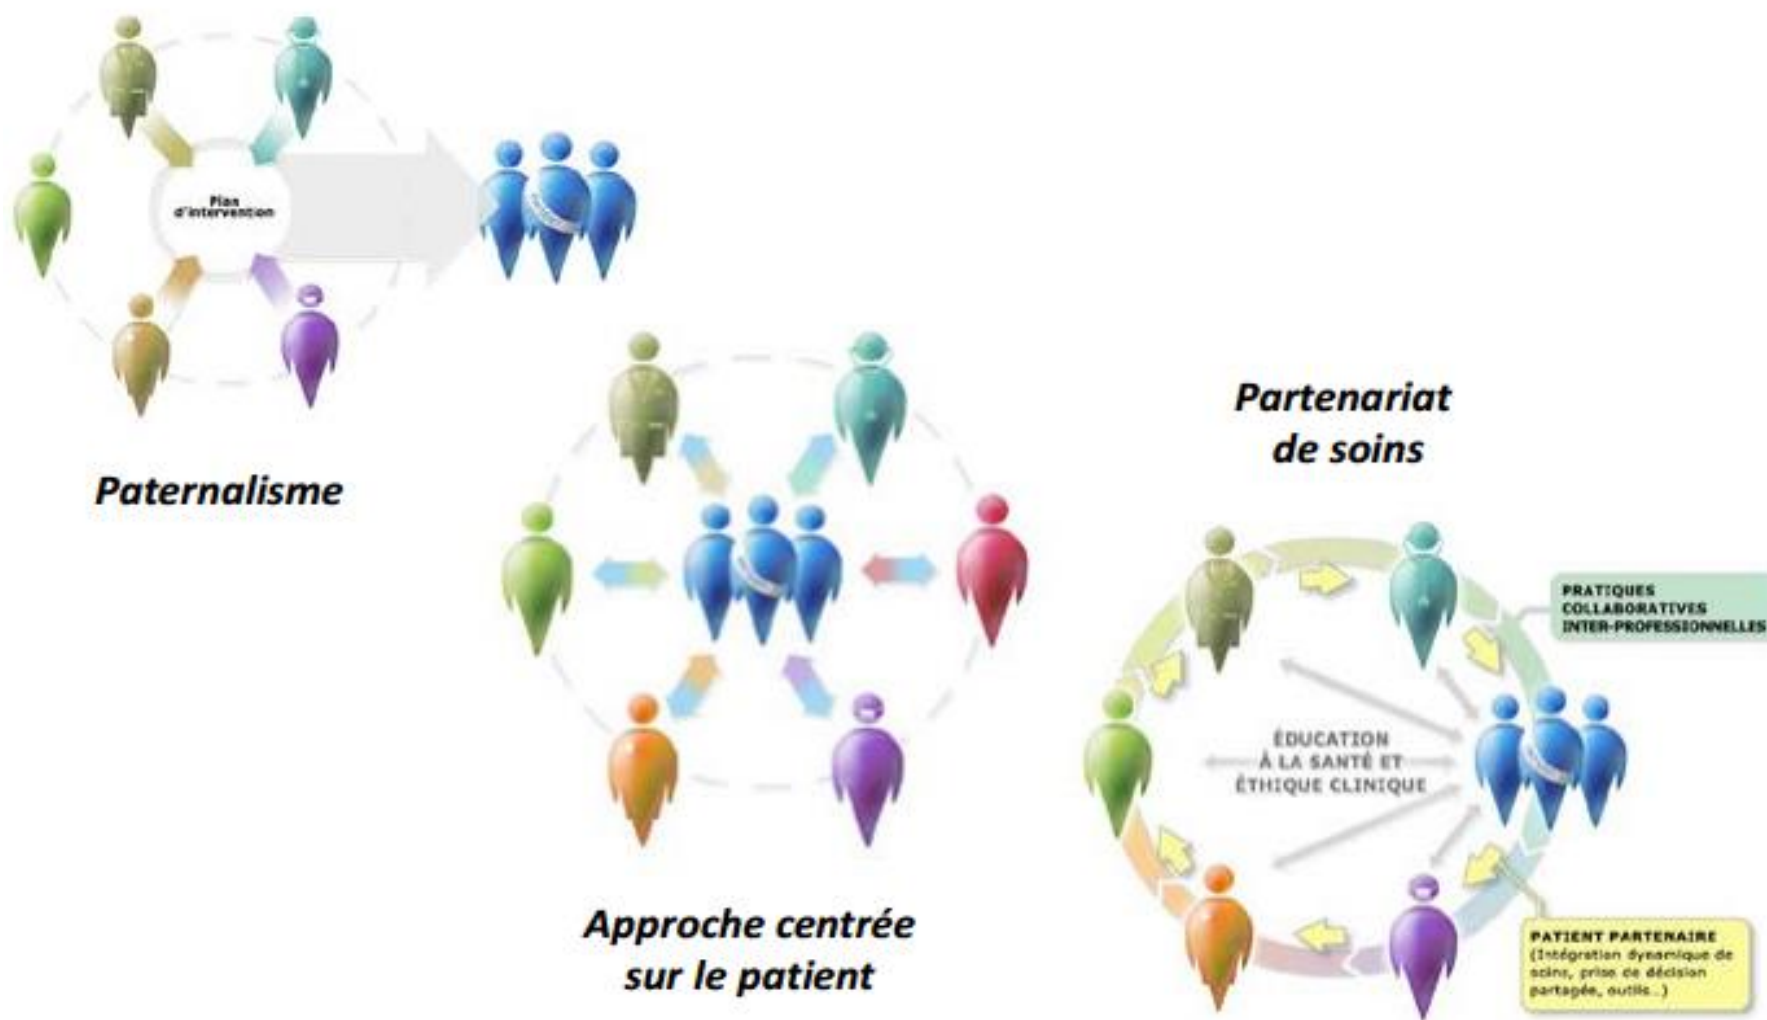 Plan
d'intervention
Paternalisme
Approche centrée
sur le patient
Partenariat
de soins
PRATIQUES
COLLABORATIVES
INTER-PROFESSIONNELLES
ÉDUCATION
À LA SANTÉ ET
ÉTHIQUE CLINIQUE
PATIENT PARTENAIRE
(Intégration dynamique de
soins, prise de décision
partagée, outils...)